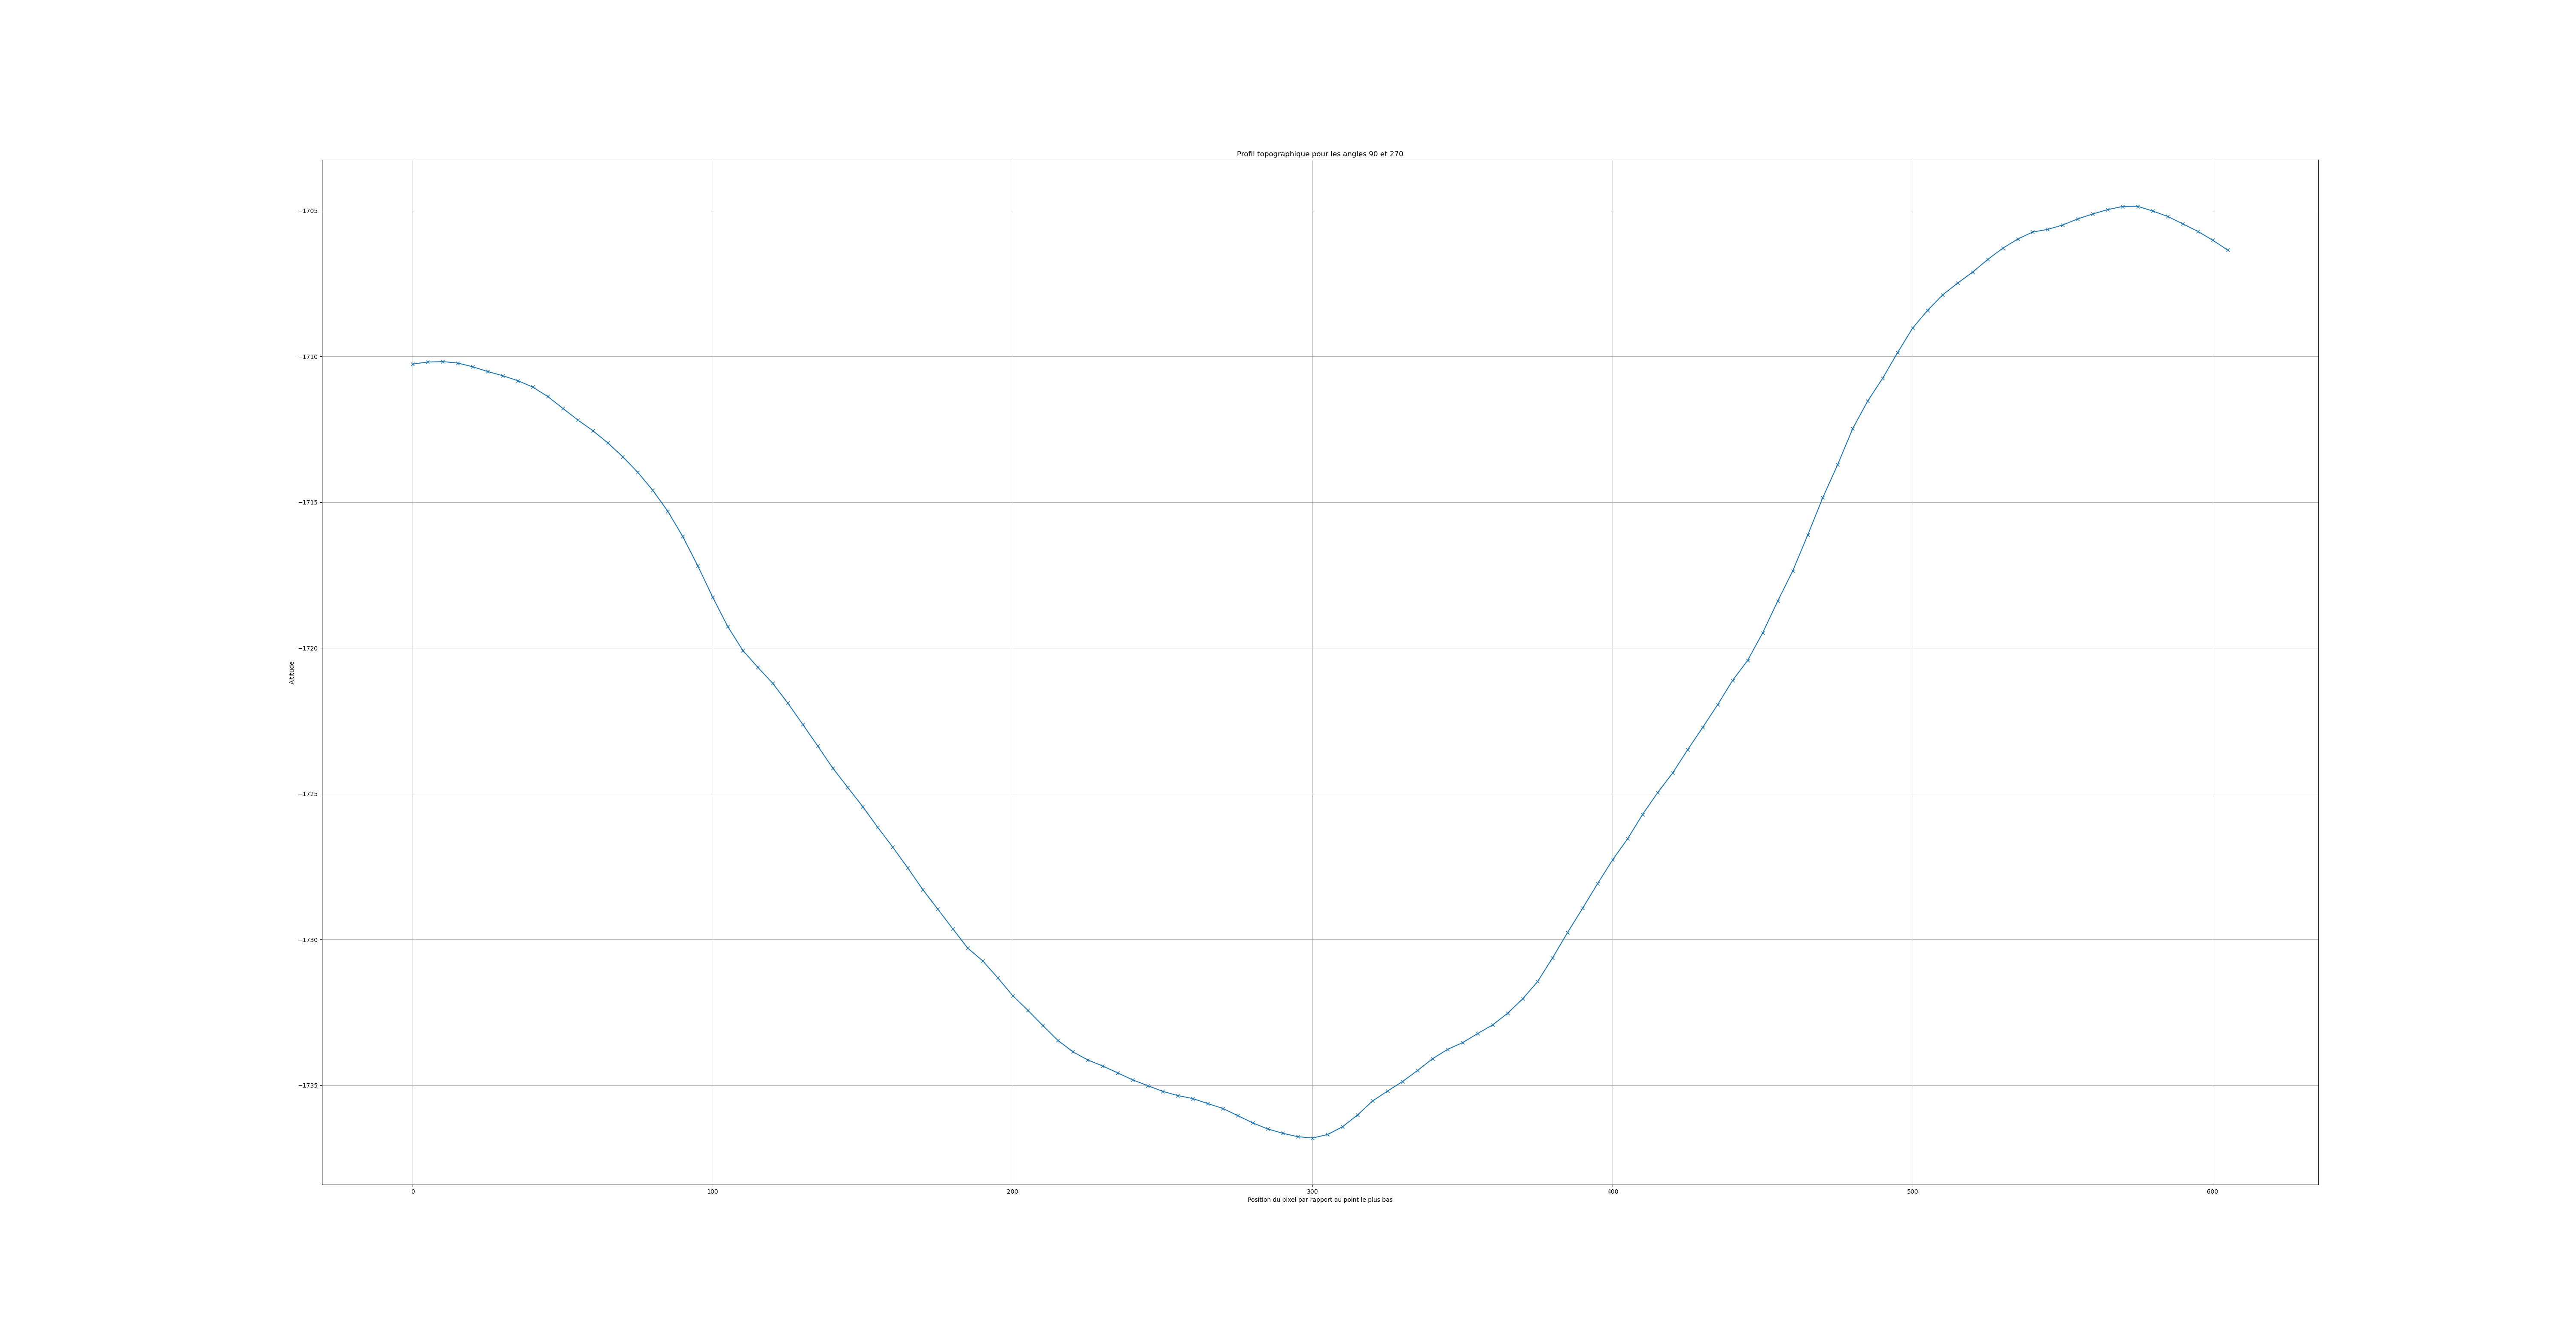 Profil topographique pour les angles 90 et 270
−1705
−1710
−1715
−1720
−1725
−1730
−1735
Altitude
0 100 200 300 400 500 600
Position du pixel par rapport au point le plus bas